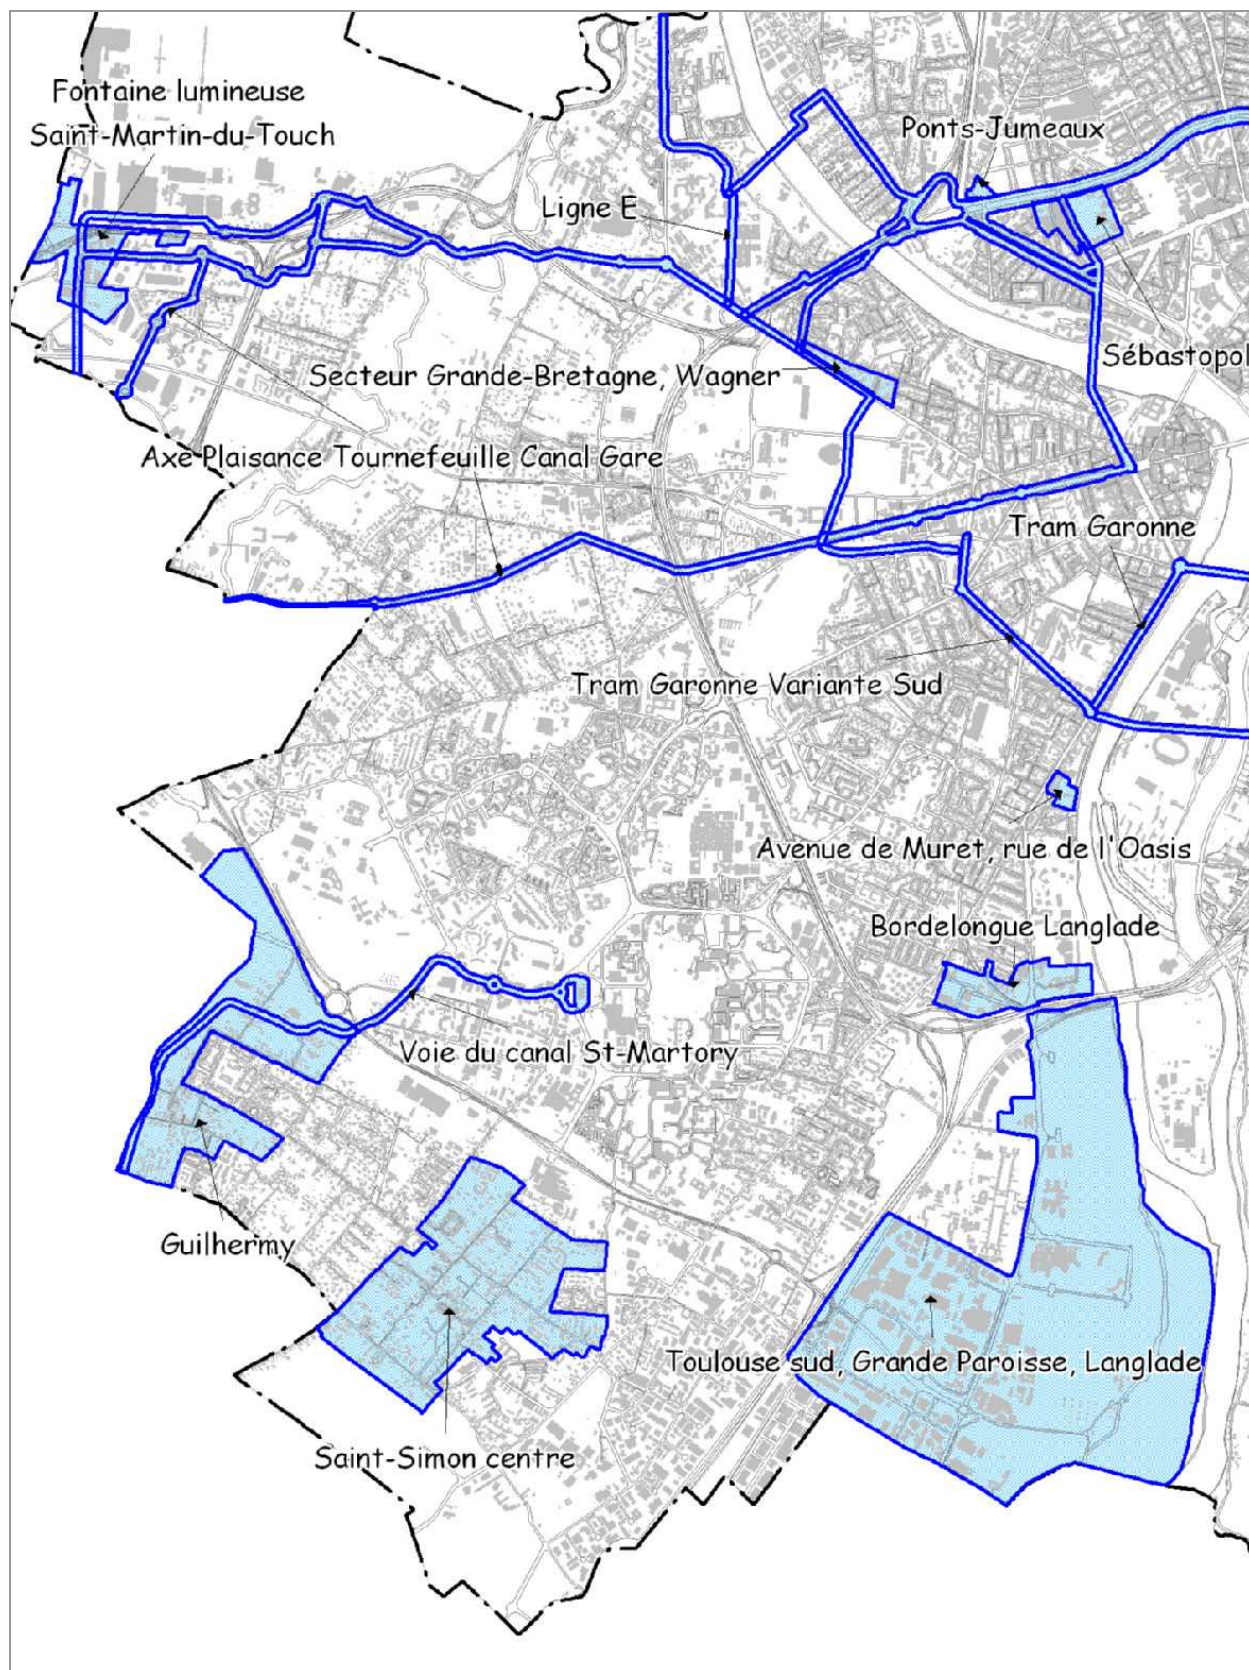 Fontaine lumineuse
Saint-Martin-du-Touch
Ponts-Jumeaux
Ligne E
Sébastopol
Secteur Grande-Bretagne, Wagner
Axe Plaisance Tournefeuille Canal Gare
Tram Garonne
Tram Garonne Variante Sud
Avenue de Muret, rue de l'Oasis
Bordelongue Langlade
Voie du canal St-Martory
Guilhermy
Toulouse sud, Grande Paroisse, Langlade
Saint-Simon centre